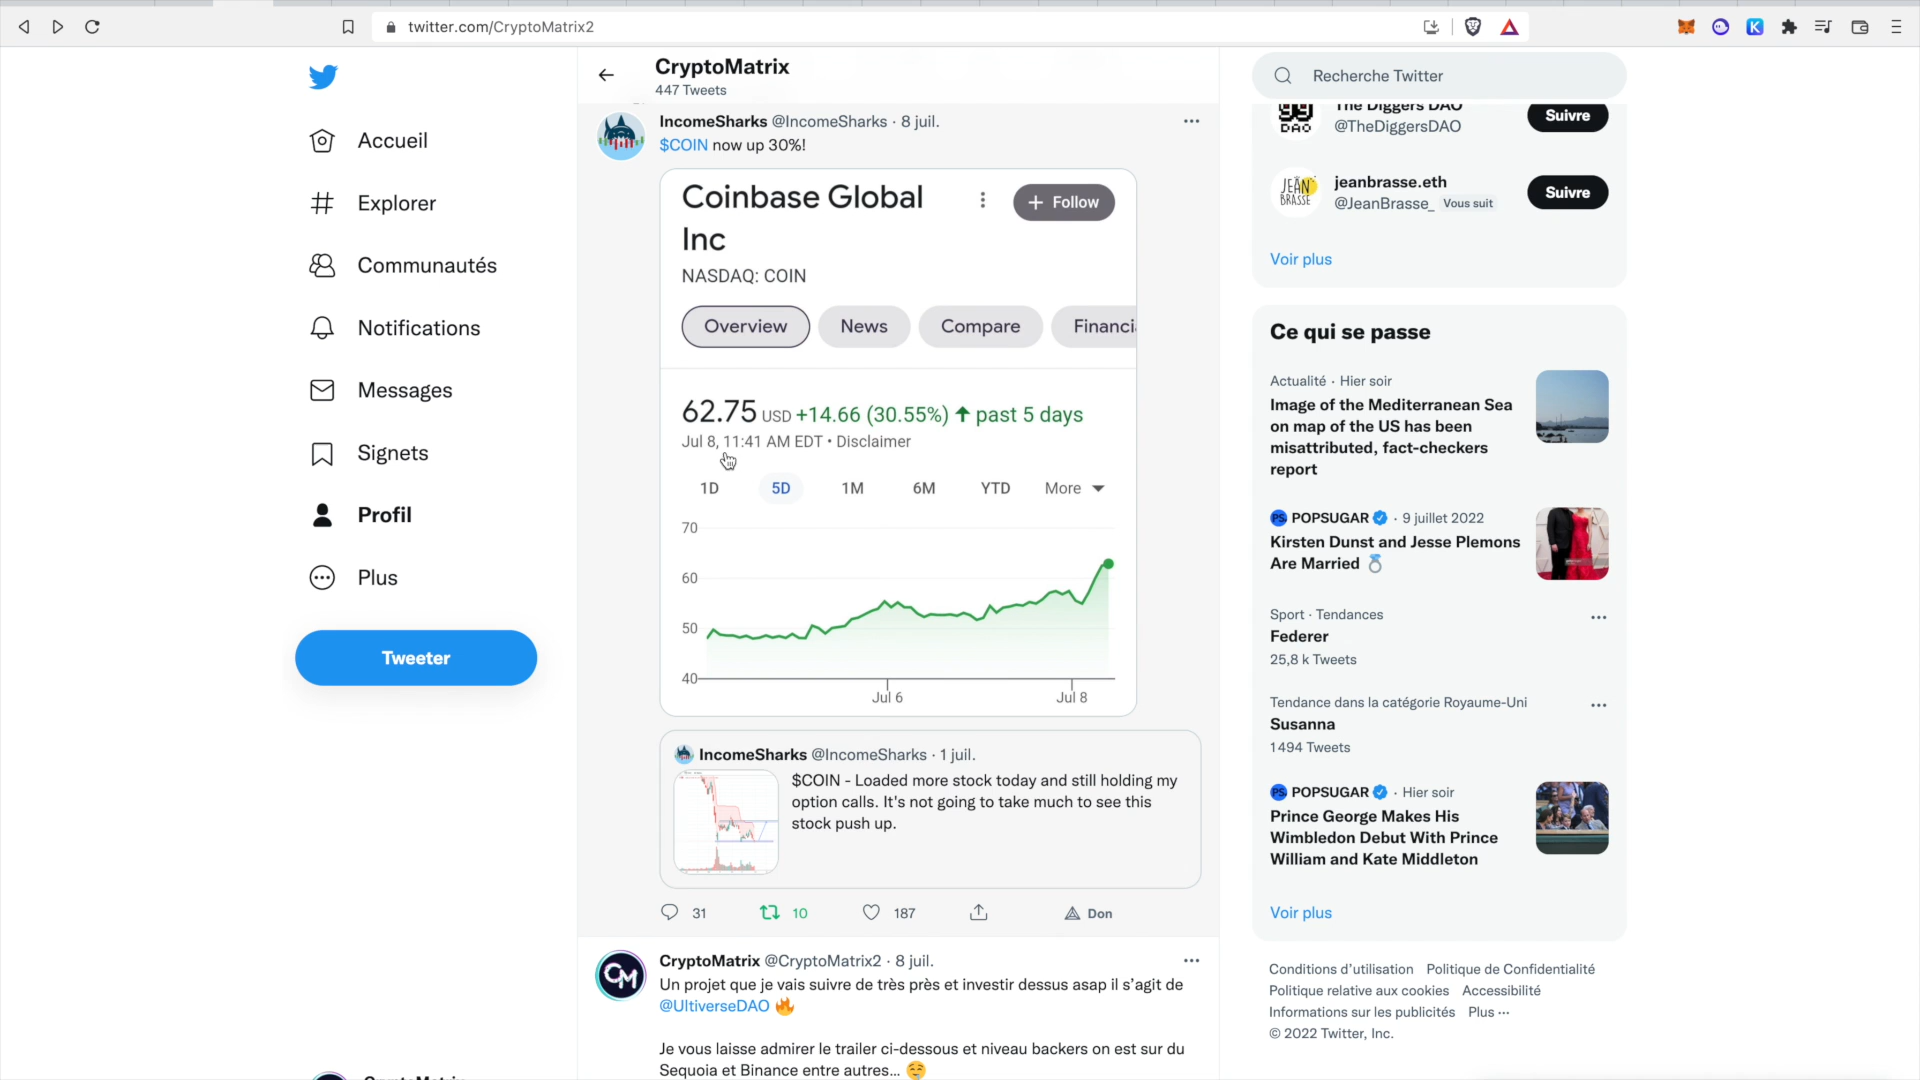 twitter.com/CryptoMatrix2
Accueil
Explorer
Communautés
Notifications
Messages
Signets
Profil
Plus
Tweeter
CryptoMatrix
447 Tweets
IncomeSharks @IncomeSharks · 8 juil.
$COIN now up 30%!
Coinbase Global
Inc
+ Follow
NASDAQ: COIN
Overview
News
Compare
Financi
62.75 USD +14.66 (30.55%) ↑ past 5 days
Jul 8, 11:41 AM EDT • Disclaimer
1D
5D
1M
6M
YTD
More
70
60
50
40
Jul 6
Jul 8
IncomeSharks @IncomeSharks · 1 juil.
$COIN - Loaded more stock today and still holding my
option calls. It's not going to take much to see this
stock push up.
31
10
187
Don
CM
CryptoMatrix @CryptoMatrix2 · 8 juil.
Un projet que je vais suivre de très près et investir dessus asap il s’agit de
@UltiverseDAO 🔥
Je vous laisse admirer le trailer ci-dessous et niveau backers on est sur du
Sequoia et Binance entre autres... 🤤
Recherche Twitter
DAO
The Diggers DAO
@TheDiggersDAO
Suivre
JEAN
BRASSE
jeanbrasse.eth
@JeanBrasse_ Vous suit
Suivre
Voir plus
Ce qui se passe
Actualité · Hier soir
Image of the Mediterranean Sea
on map of the US has been
misattributed, fact-checkers
report
PS. POPSUGAR · 9 juillet 2022
Kirsten Dunst and Jesse Plemons
Are Married 💍
Sport · Tendances
Federer
25,8 k Tweets
Tendance dans la catégorie Royaume-Uni
Susanna
1 494 Tweets
PS. POPSUGAR · Hier soir
Prince George Makes His
Wimbledon Debut With Prince
William and Kate Middleton
Voir plus
Conditions d’utilisation Politique de Confidentialité
Politique relative aux cookies Accessibilité
Informations sur les publicités Plus ···
© 2022 Twitter, Inc.